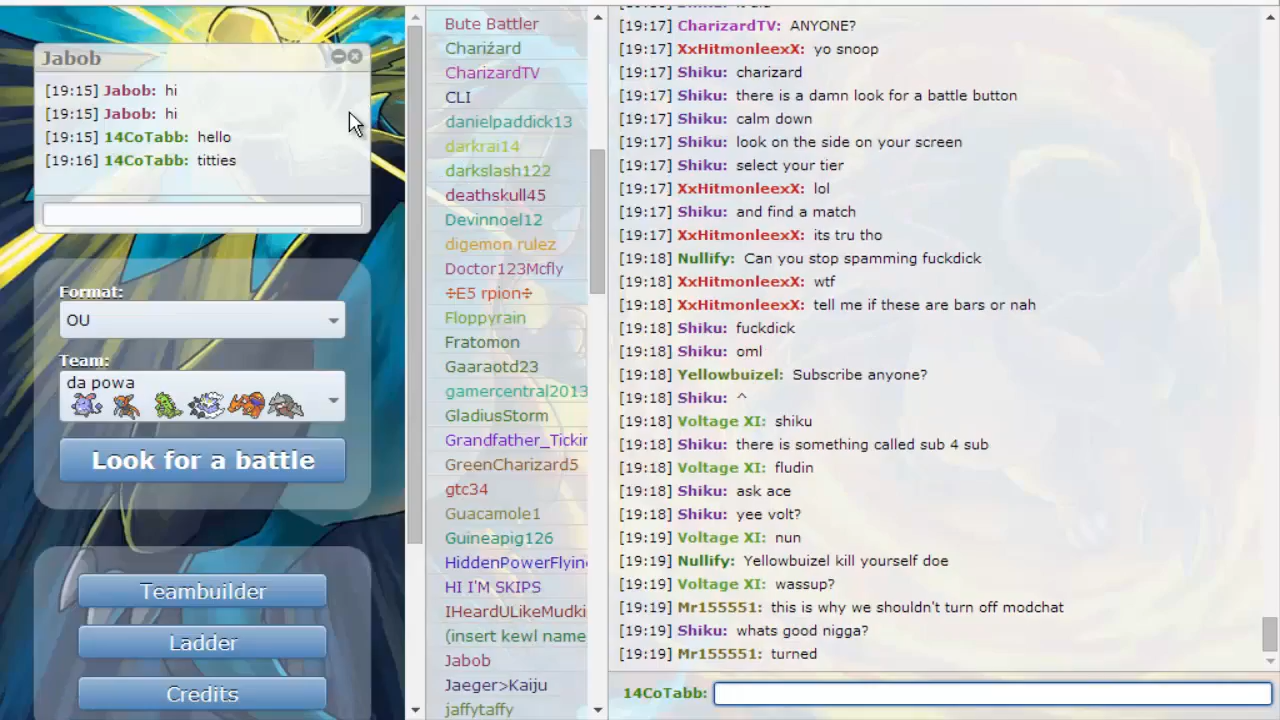 Jabob
[19:15] Jabob: hi
[19:15] Jabob: hi
[19:15] 14CoTabb: hello
[19:16] 14CoTabb: titties
Format:
OU
Team:
da powa
Look for a battle
Teambuilder
Ladder
Credits
Bute Battler
Chariźard
CharizardTV
CLI
danielpaddick13
darkrai14
darkslash122
deathskull45
Devinnoel12
digemon rulez
Doctor123Mcfly
÷E5 rpion÷
Floppyrain
Fratomon
Gaaraotd23
gamercentral2013
GladiusStorm
Grandfather_Tickin
GreenCharizard5
gtc34
Guacamole1
Guineapig126
HiddenPowerFlying
HI I'M SKIPS
IHeardULikeMudki
(insert kewl name
Jabob
Jaeger>Kaiju
jaffytaffy
[19:17] CharizardTV: ANYONE?
[19:17] XxHitmonleexX: yo snoop
[19:17] Shiku: charizard
[19:17] Shiku: there is a damn look for a battle button
[19:17] Shiku: calm down
[19:17] Shiku: look on the side on your screen
[19:17] Shiku: select your tier
[19:17] XxHitmonleexX: lol
[19:17] Shiku: and find a match
[19:17] XxHitmonleexX: its tru tho
[19:18] Nullify: Can you stop spamming fuckdick
[19:18] XxHitmonleexX: wtf
[19:18] XxHitmonleexX: tell me if these are bars or nah
[19:18] Shiku: fuckdick
[19:18] Shiku: oml
[19:18] Yellowbuizel: Subscribe anyone?
[19:18] Shiku: ^
[19:18] Voltage XI: shiku
[19:18] Shiku: there is something called sub 4 sub
[19:18] Voltage XI: fludin
[19:18] Shiku: ask ace
[19:18] Shiku: yee volt?
[19:18] Voltage XI: nun
[19:19] Nullify: Yellowbuizel kill yourself doe
[19:19] Voltage XI: wassup?
[19:19] Mr155551: this is why we shouldn't turn off modchat
[19:19] Shiku: whats good nigga?
[19:19] Mr155551: turned
14CoTabb: